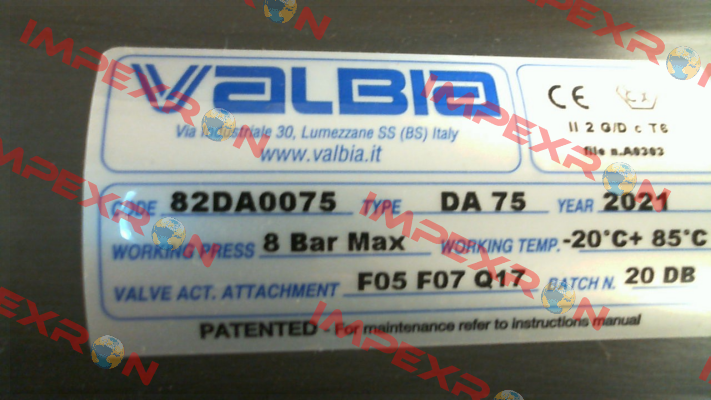 VALBIA
Via Industriale 30, Lumezzane SS (BS) Italy
www.valbia.it
CE Ex
II 2 G/D c T6
file n.A0303
CODE 82DA0075 TYPE DA 75 YEAR 2021
WORKING PRESS 8 Bar Max WORKING TEMP. -20°C+ 85°C
VALVE ACT. ATTACHMENT F05 F07 Q17 BATCH N. 20 DB
PATENTED - For maintenance refer to instructions manual
IMPEXRON